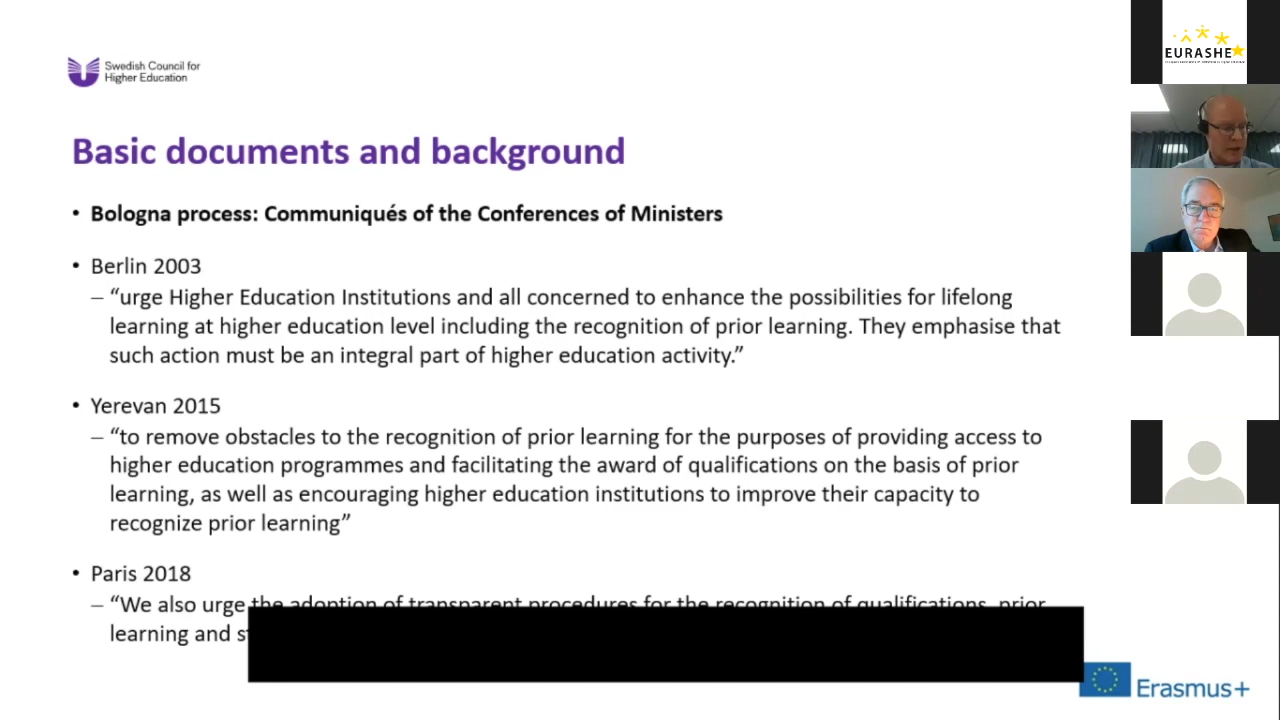 Swedish Council for
Higher Education
EURASHE
Basic documents and background
• Bologna process: Communiqués of the Conferences of Ministers
• Berlin 2003
– “urge Higher Education Institutions and all concerned to enhance the possibilities for lifelong
learning at higher education level including the recognition of prior learning. They emphasise that
such action must be an integral part of higher education activity.”
• Yerevan 2015
– “to remove obstacles to the recognition of prior learning for the purposes of providing access to
higher education programmes and facilitating the award of qualifications on the basis of prior
learning, as well as encouraging higher education institutions to improve their capacity to
recognize prior learning”
• Paris 2018
– “We also urge the adoption of transparent procedures for the recognition of qualifications, prior
learning and
Erasmus+